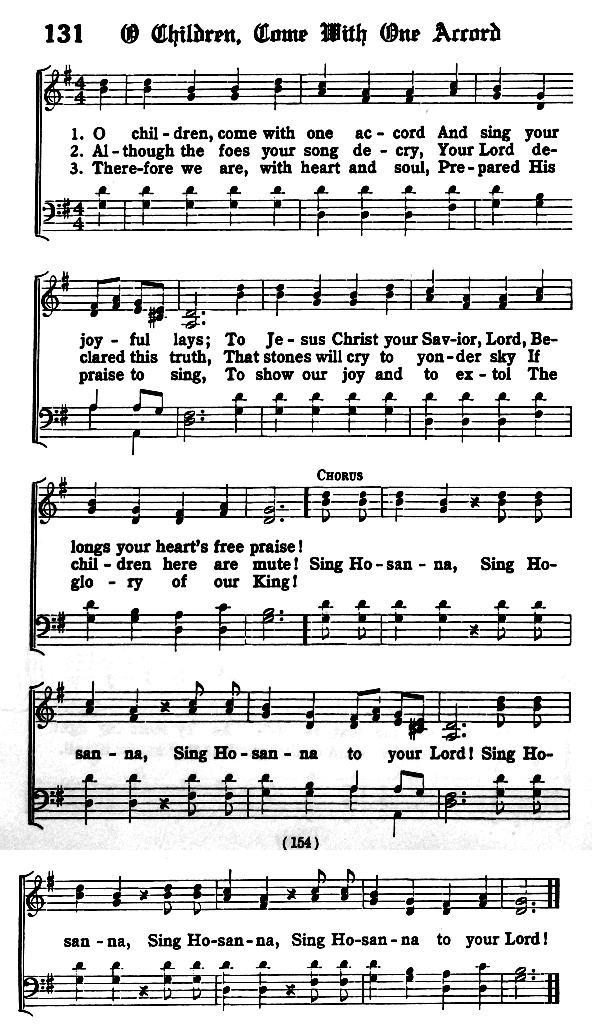 131 O Children, Come With One Accord
1. O chil - dren, come with one ac - cord And sing your
2. Al - though the foes your song de - cry, Your Lord de-
3. There-fore we are, with heart and soul, Pre - pared His
joy - ful lays; To Je - sus Christ your Sav-ior, Lord, Be-
clared this truth, That stones will cry to yon-der sky If
praise to sing, To show our joy and to ex - tol The
CHORUS
longs your heart's free praise!
chil - dren here are mute! Sing Ho - san - na, Sing Ho-
glo - ry of our King!
san - na, Sing Ho - san - na to your Lord! Sing Ho-
( 154 )
san - na, Sing Ho-san-na, Sing Ho-san-na to your Lord!